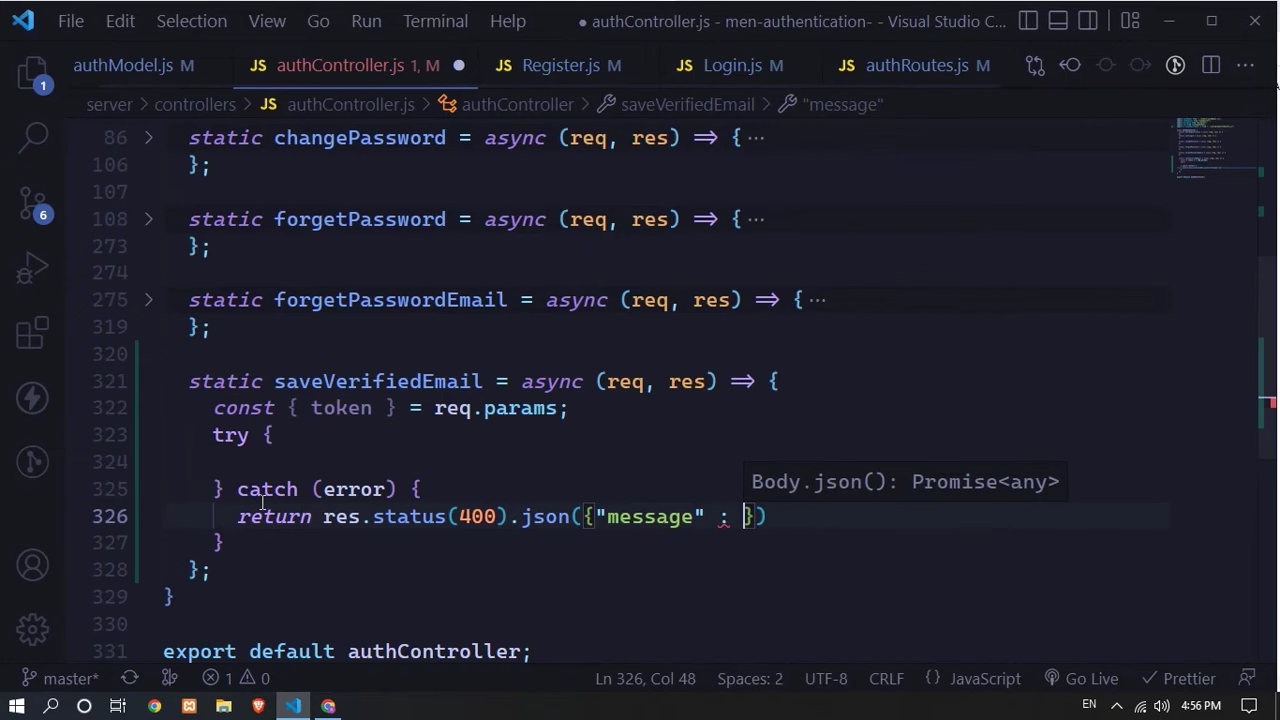 File Edit Selection View Go Run Terminal Help ● authController.js - men-authentication- - Visual Studio C...
authModel.js M JS authController.js 1, M ● JS Register.js M JS Login.js M JS authRoutes.js M ...
server > controllers > JS authController.js > authController > saveVerifiedEmail > "message"
86 > static changePassword = async (req, res) => { ...
106 };
107
108 > static forgetPassword = async (req, res) => { ...
273 };
274
275 > static forgetPasswordEmail = async (req, res) => { ...
319 };
320
321 static saveVerifiedEmail = async (req, res) => {
322 const { token } = req.params;
323 try {
324
Body.json(): Promise<any>
325 } catch (error) {
326 return res.status(400).json({"message" : })
327 }
328 };
329 }
330
331 export default authController;
master* 1 0 Ln 326, Col 48 Spaces: 2 UTF-8 CRLF {} JavaScript Go Live Prettier
1
6
EN 4:56 PM